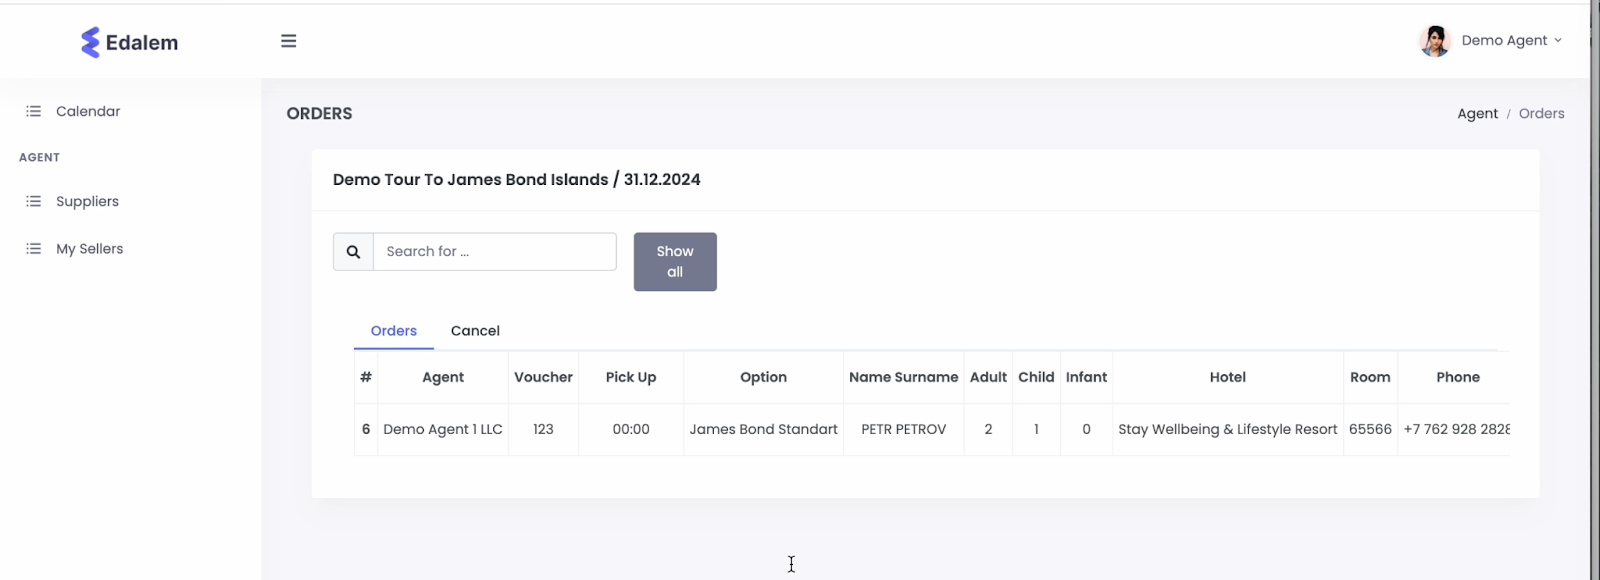 Edalem
Demo Agent
Calendar
AGENT
Suppliers
My Sellers
ORDERS
Agent / Orders
Demo Tour To James Bond Islands / 31.12.2024
Search for ...
Show
all
Orders Cancel
# Agent Voucher Pick Up Option Name Surname Adult Child Infant Hotel Room Phone
6 Demo Agent 1 LLC 123 00:00 James Bond Standart PETR PETROV 2 1 0 Stay Wellbeing & Lifestyle Resort 65566 +7 762 928 2828